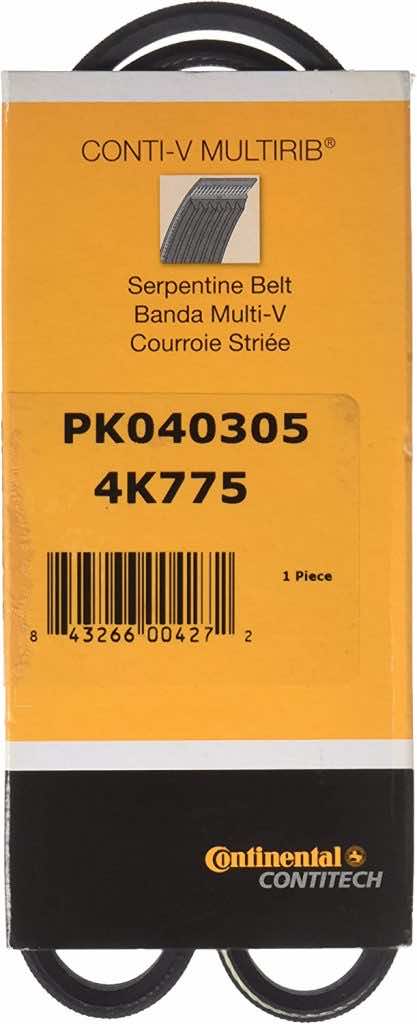 CONTI-V MULTIRIB®
Serpentine Belt
Banda Multi-V
Courroie Striée
PK040305
4K775
1 Piece
8 43266 00427 2
Continental
CONTITECH